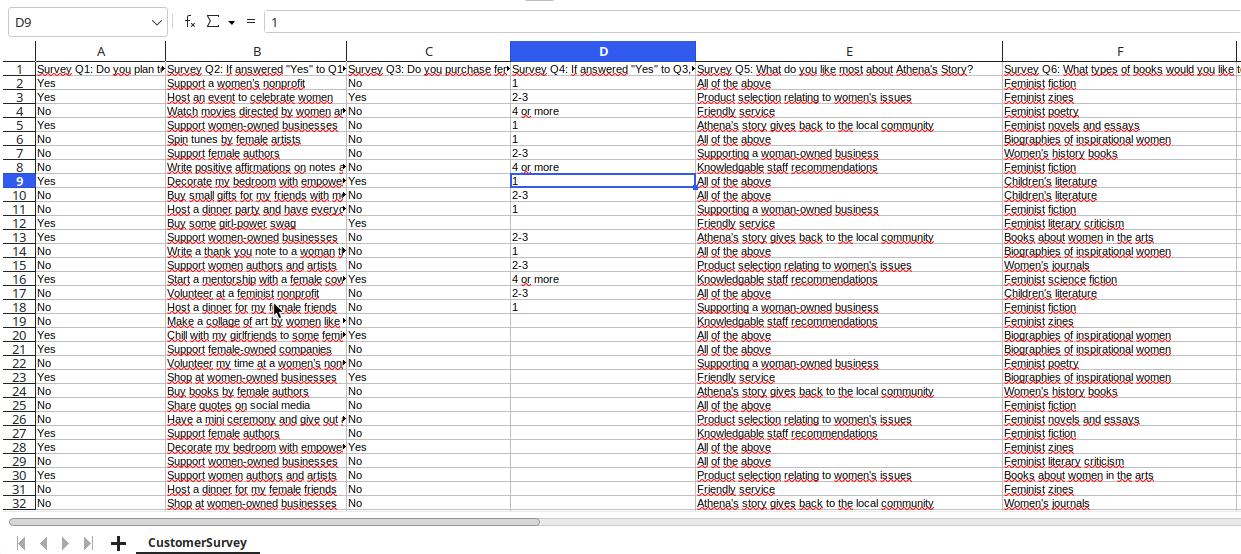 D9 fx Σ = 1
A B C D E F
1 Survey Q1: Do you plan t Survey Q2: If answered "Yes" to Q1 Survey Q3: Do you purchase fer Survey Q4: If answered "Yes" to Q3, Survey Q5: What do you like most about Athena's Story? Survey Q6: What types of books would you like t
2 Yes Support a women's nonprofit No 1 All of the above Feminist fiction
3 Yes Host an event to celebrate women Yes 2-3 Product selection relating to women's issues Feminist zines
4 No Watch movies directed by women a No 4 or more Friendly service Feminist poetry
5 Yes Support women-owned businesses No 1 Athena's story gives back to the local community Feminist novels and essays
6 No Spin tunes by female artists No 1 All of the above Biographies of inspirational women
7 No Support female authors No 2-3 Supporting a woman-owned business Women's history books
8 No Write positive affirmations on notes a No 4 or more Knowledgable staff recommendations Feminist fiction
9 Yes Decorate my bedroom with empowe Yes 1 All of the above Children's literature
10 No Buy small gifts for my friends with m No 2-3 All of the above Children's literature
11 No Host a dinner party and have everyo No 1 Supporting a woman-owned business Feminist fiction
12 Yes Buy some girl-power swag Yes Friendly service Feminist literary criticism
13 Yes Support women-owned businesses No 2-3 Athena's story gives back to the local community Books about women in the arts
14 No Write a thank you note to a woman t No 1 All of the above Biographies of inspirational women
15 No Support women authors and artists No 2-3 Product selection relating to women's issues Women's journals
16 Yes Start a mentorship with a female cow Yes 4 or more Knowledgable staff recommendations Feminist science fiction
17 No Volunteer at a feminist nonprofit No 2-3 All of the above Children's literature
18 No Host a dinner for my female friends No 1 Supporting a woman-owned business Feminist fiction
19 No Make a collage of art by women like No Knowledgable staff recommendations Feminist zines
20 Yes Chill with my girlfriends to some femi Yes All of the above Biographies of inspirational women
21 Yes Support female-owned companies No All of the above Biographies of inspirational women
22 No Volunteer my time at a women's non No Supporting a woman-owned business Feminist poetry
23 Yes Shop at women-owned businesses Yes Friendly service Biographies of inspirational women
24 No Buy books by female authors No Athena's story gives back to the local community Women's history books
25 No Share quotes on social media No All of the above Feminist fiction
26 No Have a mini ceremony and give out No Product selection relating to women's issues Feminist novels and essays
27 Yes Support female authors No Knowledgable staff recommendations Feminist fiction
28 Yes Decorate my bedroom with empowe Yes All of the above Feminist zines
29 No Support women-owned businesses No All of the above Feminist literary criticism
30 Yes Support women authors and artists No Product selection relating to women's issues Books about women in the arts
31 No Host a dinner for my female friends No Friendly service Feminist zines
32 No Shop at women-owned businesses No Athena's story gives back to the local community Women's journals
CustomerSurvey